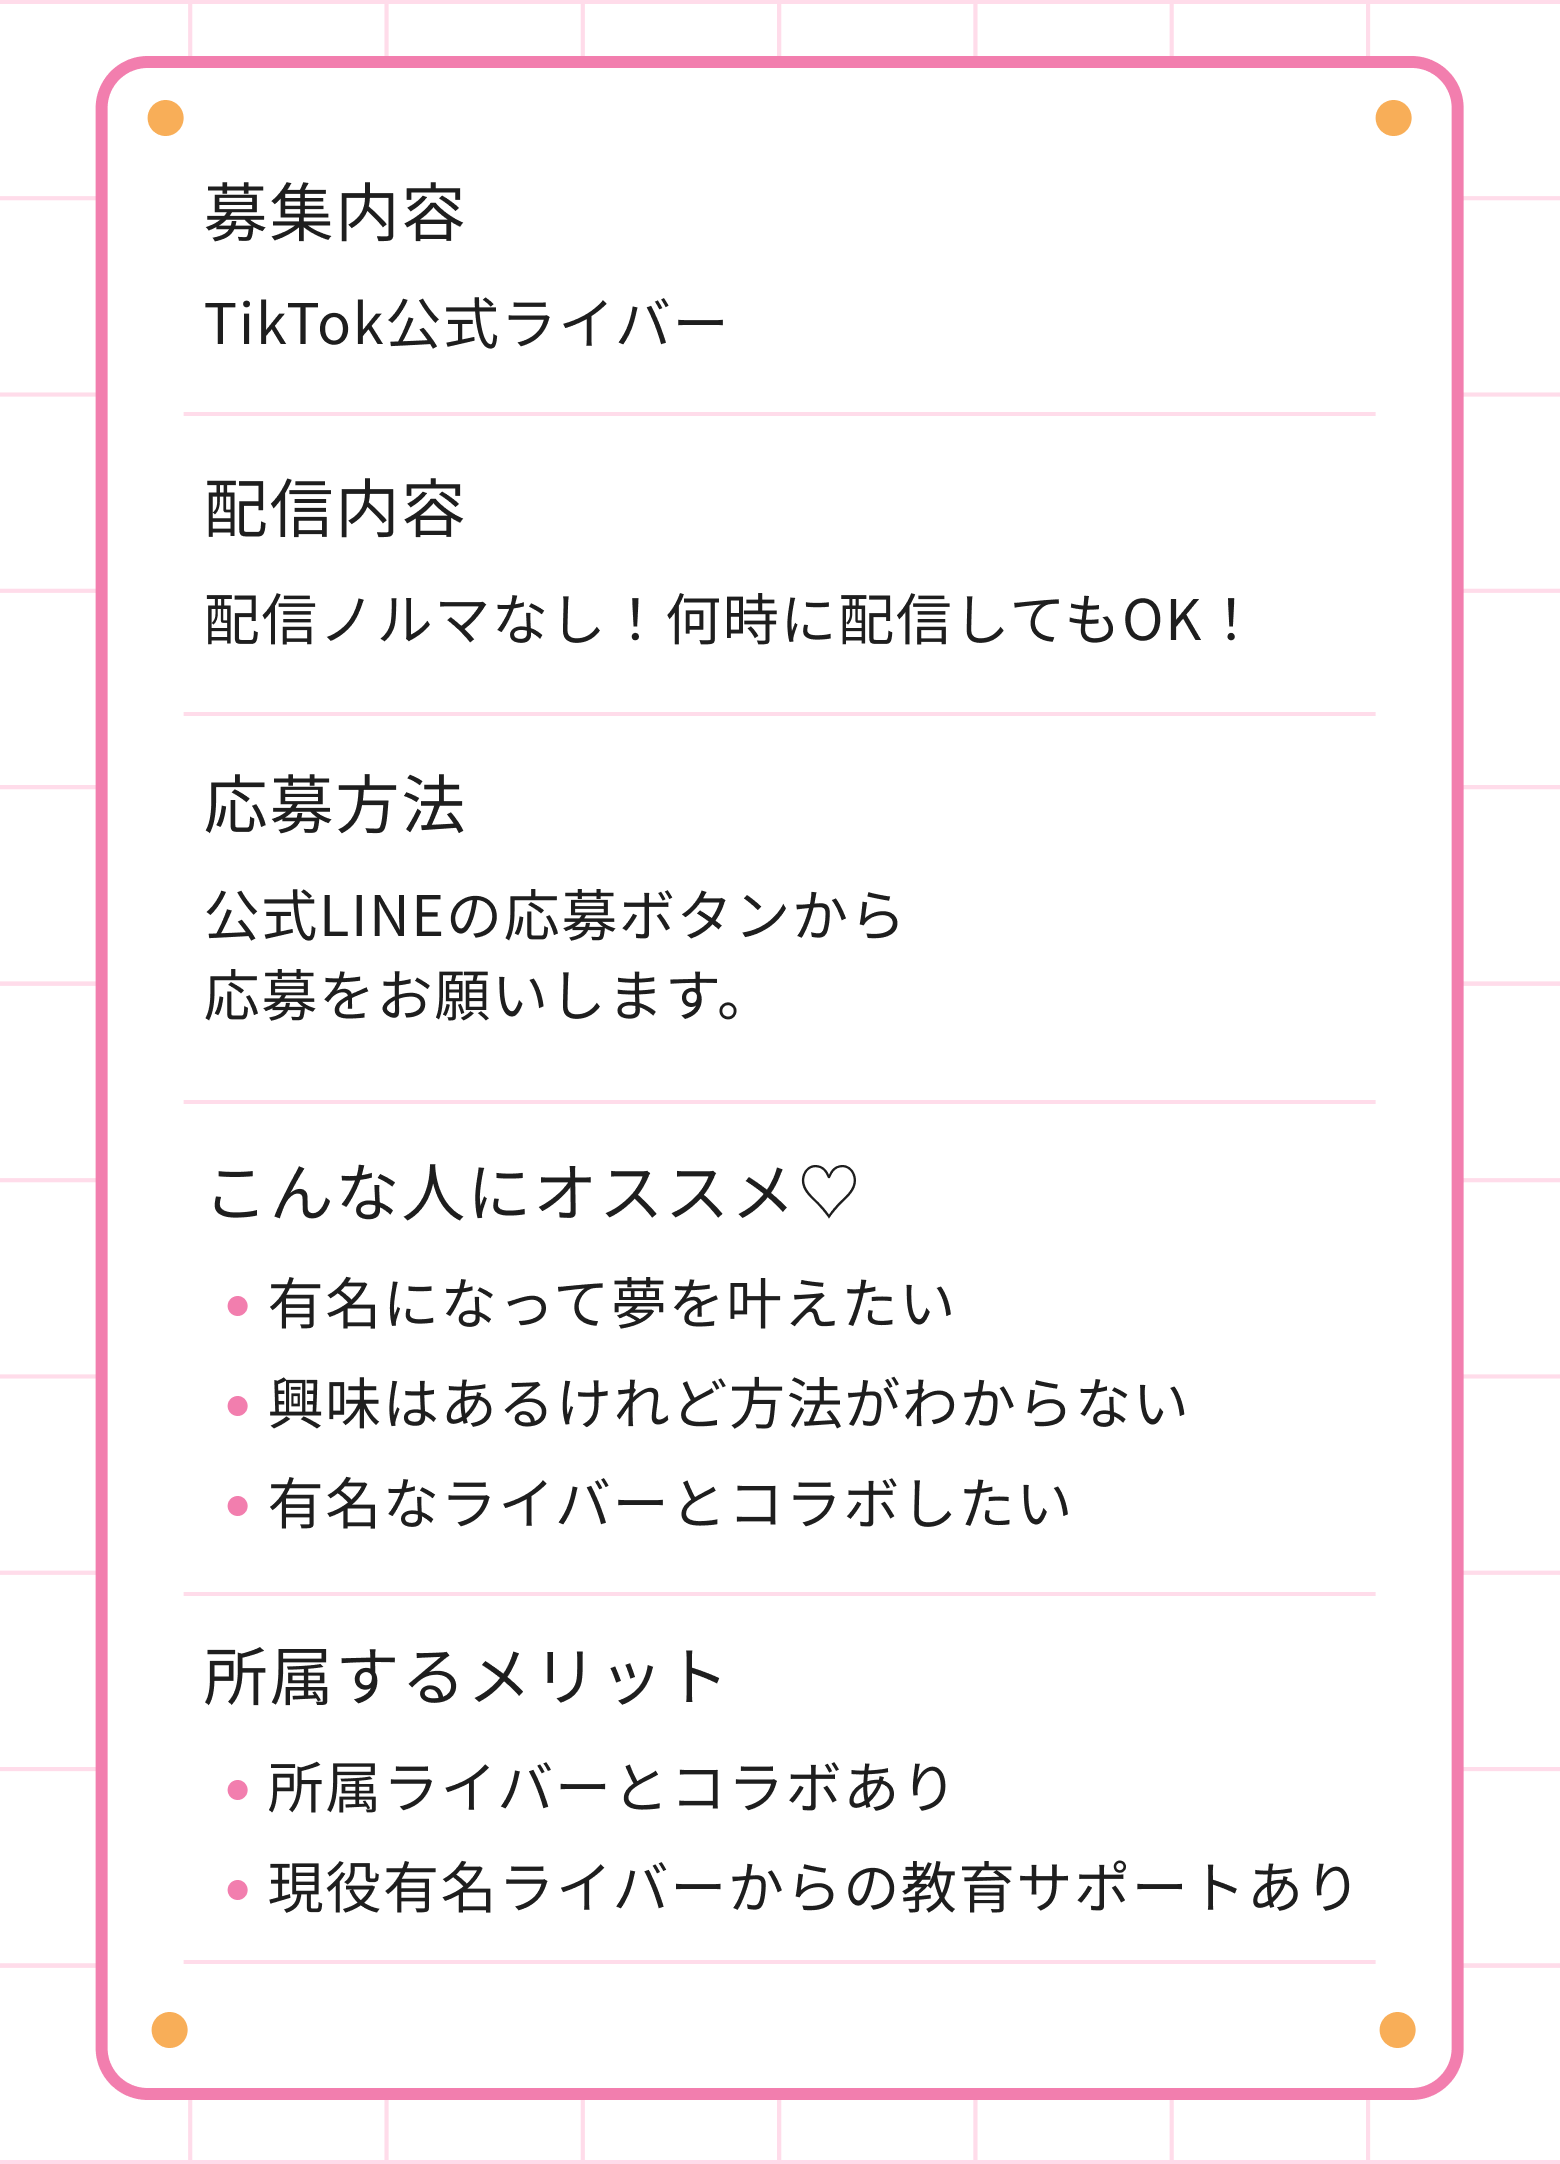 募集内容
TikTok公式ライバー
配信内容
配信ノルマなし！何時に配信してもOK！
応募方法
公式LINEの応募ボタンから
応募をお願いします。
こんな人にオススメ♡
• 有名になって夢を叶えたい
• 興味はあるけれど方法がわからない
• 有名なライバーとコラボしたい
所属するメリット
• 所属ライバーとコラボあり
• 現役有名ライバーからの教育サポートあり